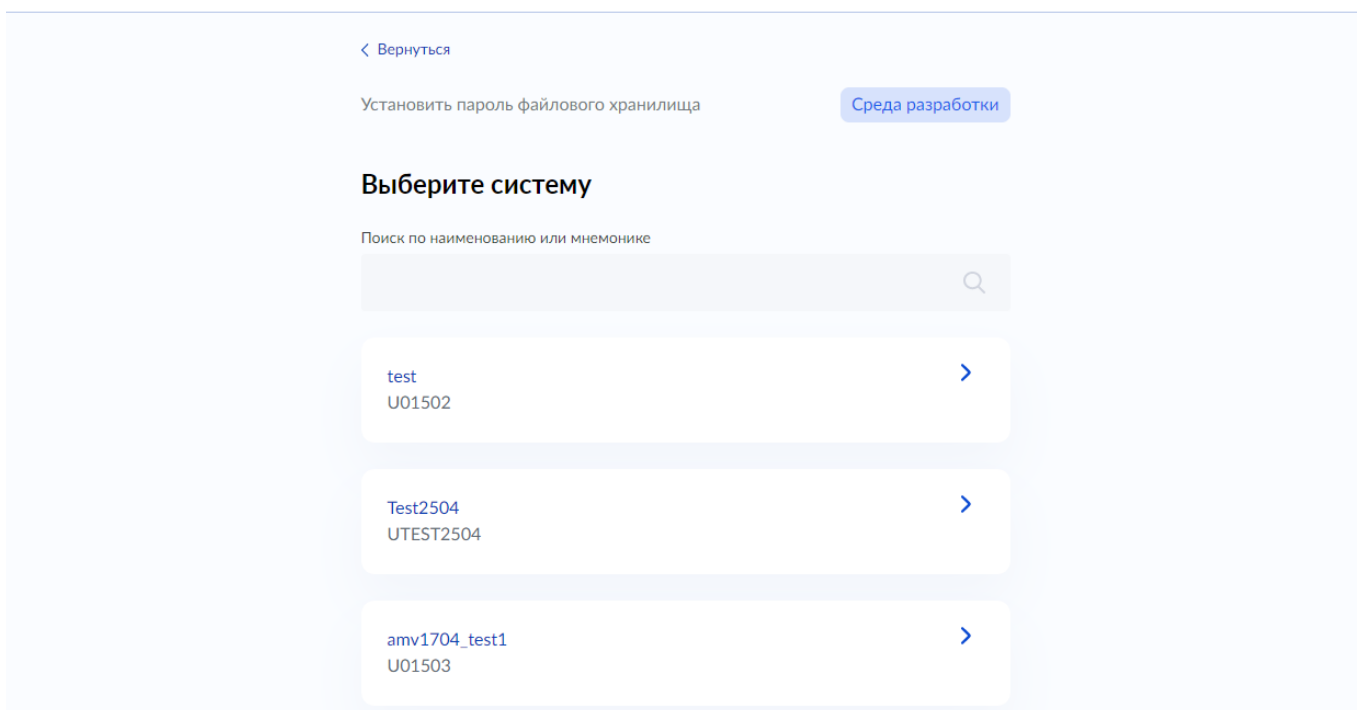 Вернуться
Установить пароль файлового хранилища
Среда разработки
Выберите систему
Поиск по наименованию или мнемонике
test
U01502
Test2504
UTEST2504
amv1704_test1
U01503